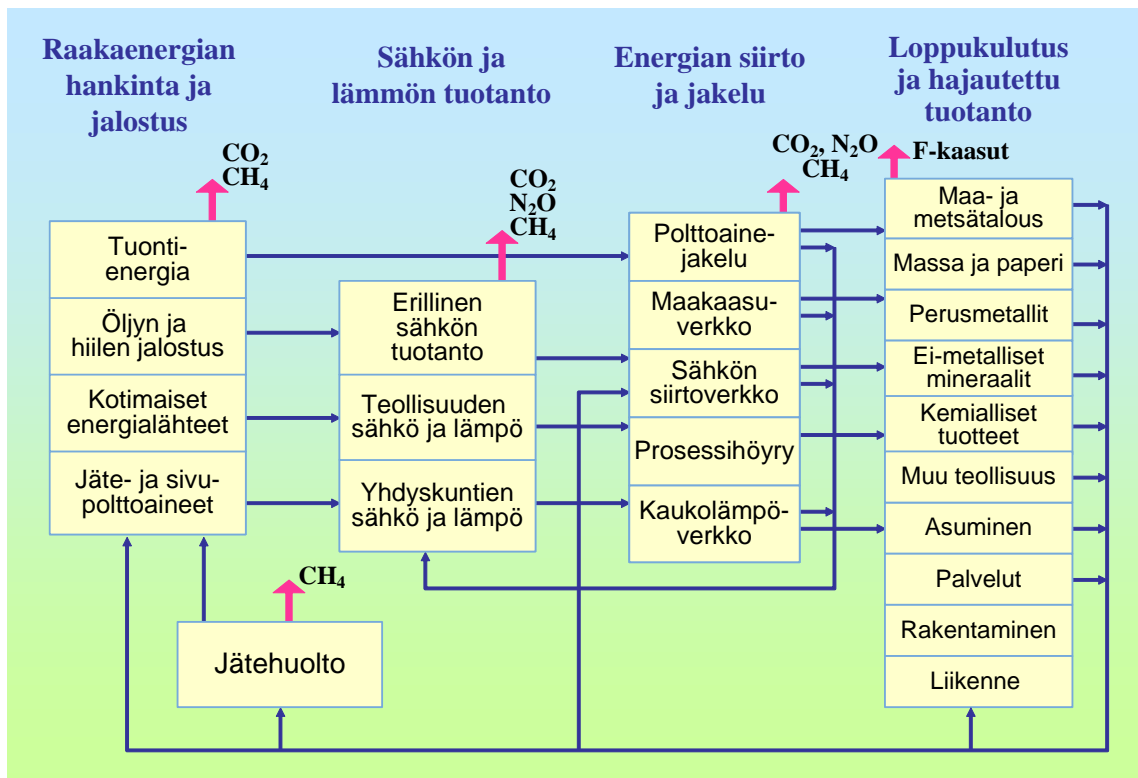 Raakaenergian
hankinta ja
jalostus
Sähkön ja
lämmön tuotanto
Energian siirto
ja jakelu
Loppukulutus
ja hajautettu
tuotanto
CO₂
CH₄
CO₂
N₂O
CH₄
CO₂, N₂O
CH₄
F-kaasut
Tuonti-
energia
Öljyn ja
hiilen jalostus
Kotimaiset
energialähteet
Jäte- ja sivu-
polttoaineet
Erillinen
sähkön
tuotanto
Teollisuuden
sähkö ja lämpö
Yhdyskuntien
sähkö ja lämpö
Polttoaine-
jakelu
Maakaasu-
verkko
Sähkön
siirtoverkko
Prosessihöyry
Kaukolämpö-
verkko
Maa- ja
metsätalous
Massa ja paperi
Perusmetallit
Ei-metalliset
mineraalit
Kemialliset
tuotteet
Muu teollisuus
Asuminen
Palvelut
Rakentaminen
Liikenne
CH₄
Jätehuolto